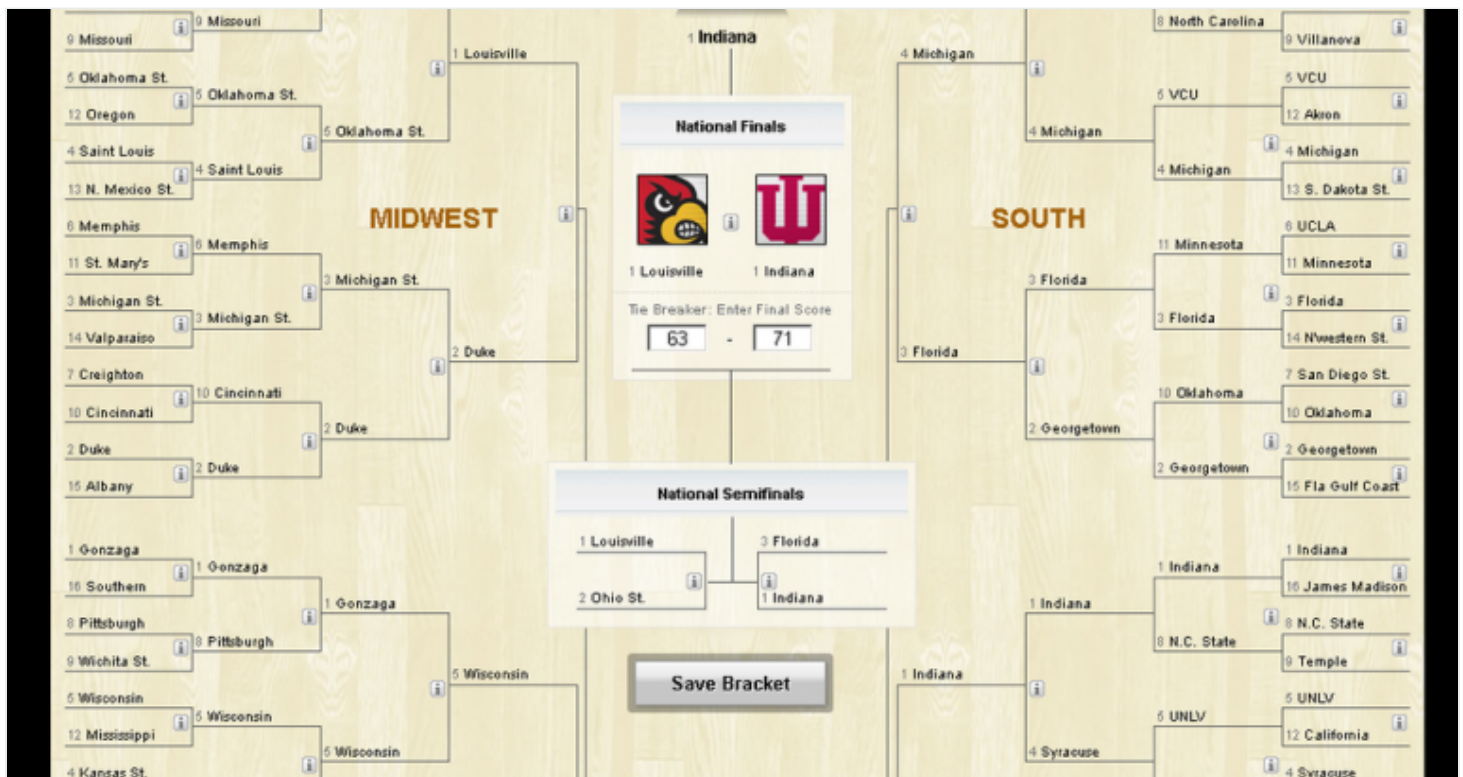 9 Missouri
9 Missouri
5 Oklahoma St.
5 Oklahoma St.
12 Oregon
5 Oklahoma St.
4 Saint Louis
4 Saint Louis
13 N. Mexico St.
1 Louisville
MIDWEST
6 Memphis
6 Memphis
11 St. Mary's
3 Michigan St.
3 Michigan St.
3 Michigan St.
14 Valparaiso
2 Duke
7 Creighton
10 Cincinnati
10 Cincinnati
2 Duke
2 Duke
2 Duke
15 Albany
1 Gonzaga
1 Gonzaga
16 Southern
1 Gonzaga
8 Pittsburgh
8 Pittsburgh
9 Wichita St.
5 Wisconsin
5 Wisconsin
5 Wisconsin
12 Mississippi
5 Wisconsin
4 Kansas St.
1 Indiana
National Finals
1 Louisville
1 Indiana
Tie Breaker: Enter Final Score
63 - 71
National Semifinals
1 Louisville
3 Florida
2 Ohio St.
1 Indiana
Save Bracket
4 Michigan
8 North Carolina
9 Villanova
5 VCU
5 VCU
12 Akron
4 Michigan
4 Michigan
4 Michigan
13 S. Dakota St.
SOUTH
6 UCLA
11 Minnesota
11 Minnesota
3 Florida
3 Florida
3 Florida
14 N'western St.
3 Florida
7 San Diego St.
10 Oklahoma
10 Oklahoma
2 Georgetown
2 Georgetown
2 Georgetown
15 Fla Gulf Coast
1 Indiana
1 Indiana
16 James Madison
1 Indiana
8 N.C. State
8 N.C. State
9 Temple
1 Indiana
5 UNLV
5 UNLV
12 California
4 Syracuse
4 Syracuse